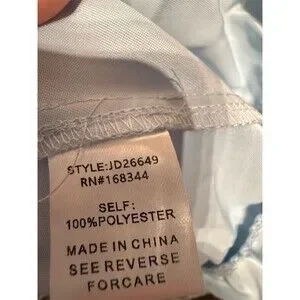 STYLE:JD26649
RN#168344
SELF:
100%POLYESTER
MADE IN CHINA
SEE REVERSE
FORCARE